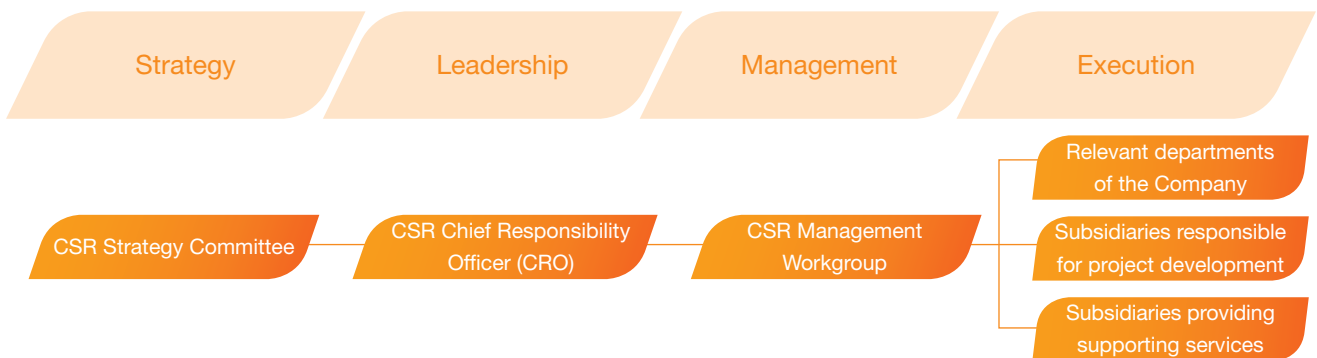 Strategy
Leadership
Management
Execution
CSR Strategy Committee
CSR Chief Responsibility
Officer (CRO)
CSR Management
Workgroup
Relevant departments
of the Company
Subsidiaries responsible
for project development
Subsidiaries providing
supporting services